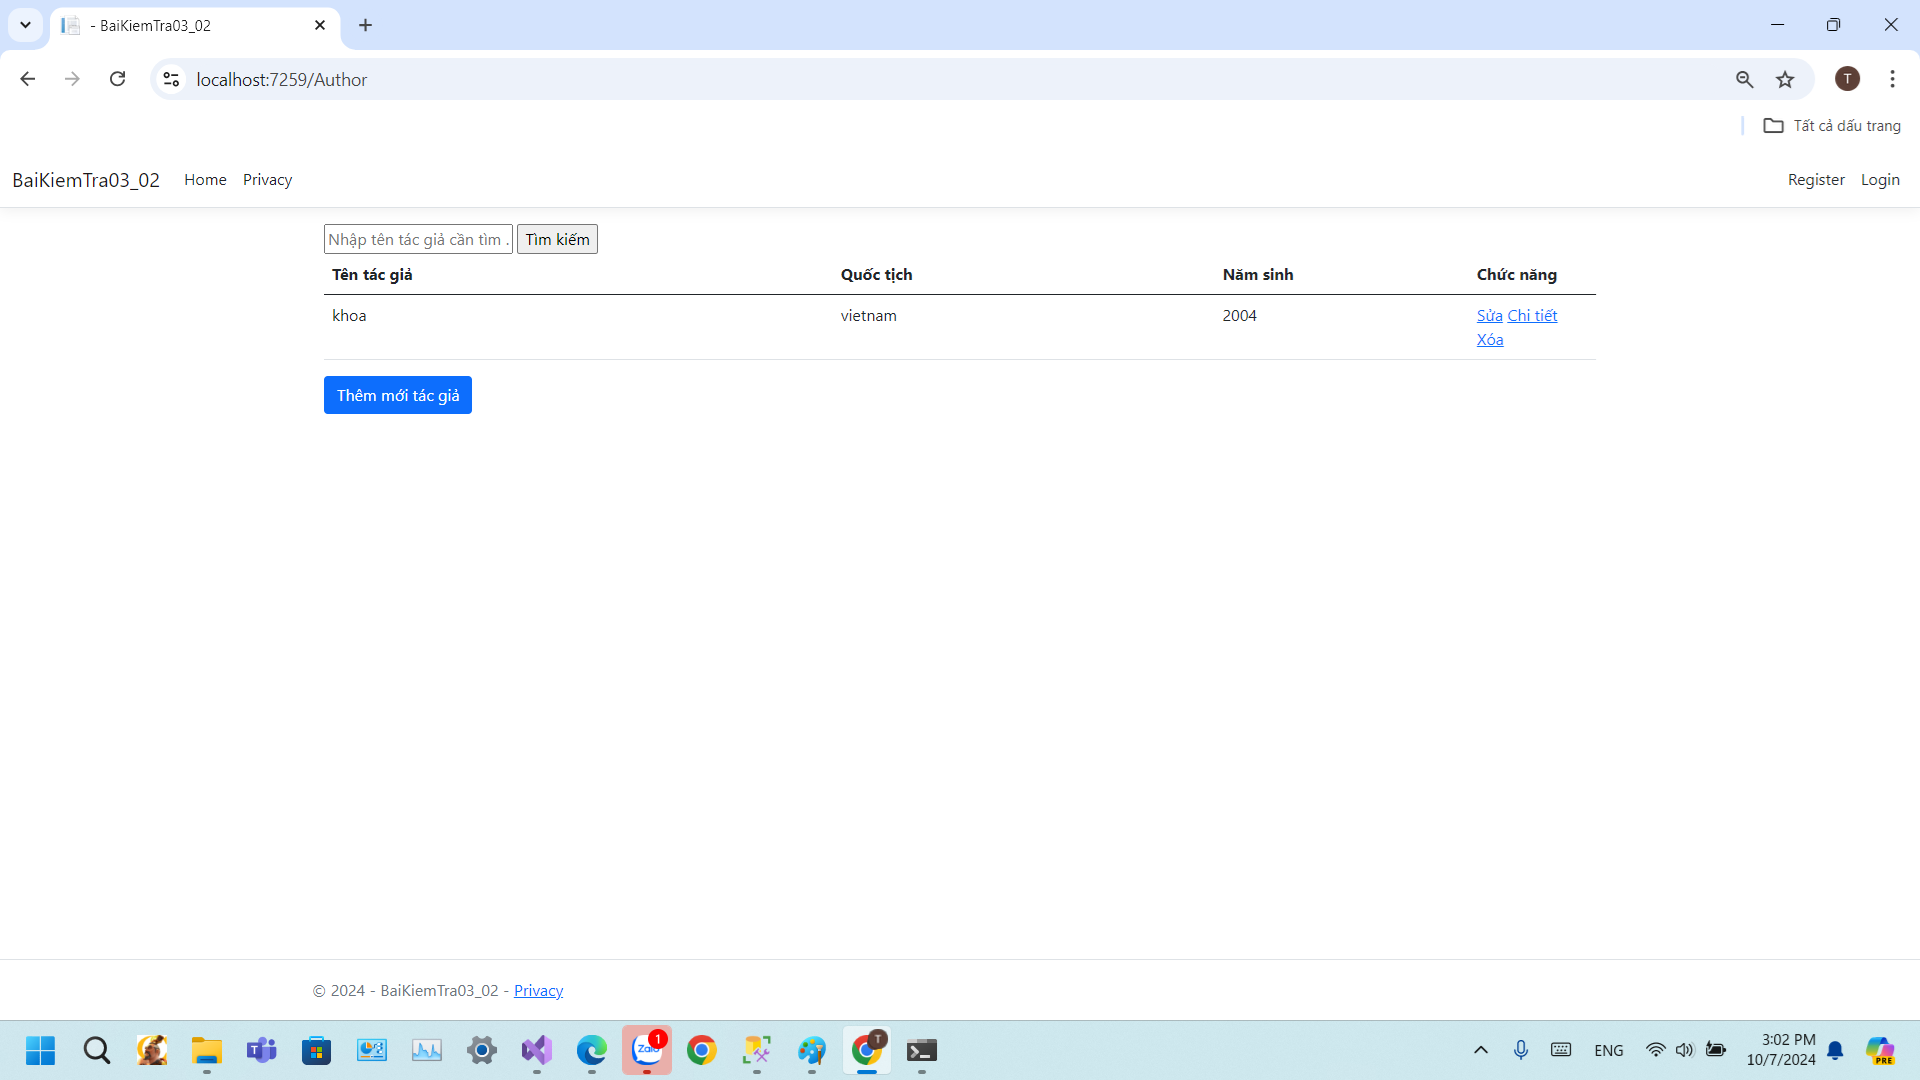 - BaiKiemTra03_02
localhost:7259/Author
T
Tất cả dấu trang
BaiKiemTra03_02 Home Privacy Register Login
Nhập tên tác giả cần tìm . Tìm kiếm
Tên tác giả Quốc tịch Năm sinh Chức năng
khoa vietnam 2004 Sửa Chi tiết
Xóa
Thêm mới tác giả
© 2024 - BaiKiemTra03_02 - Privacy
Zalo 1
T
ENG
3:02 PM
10/7/2024
PRE